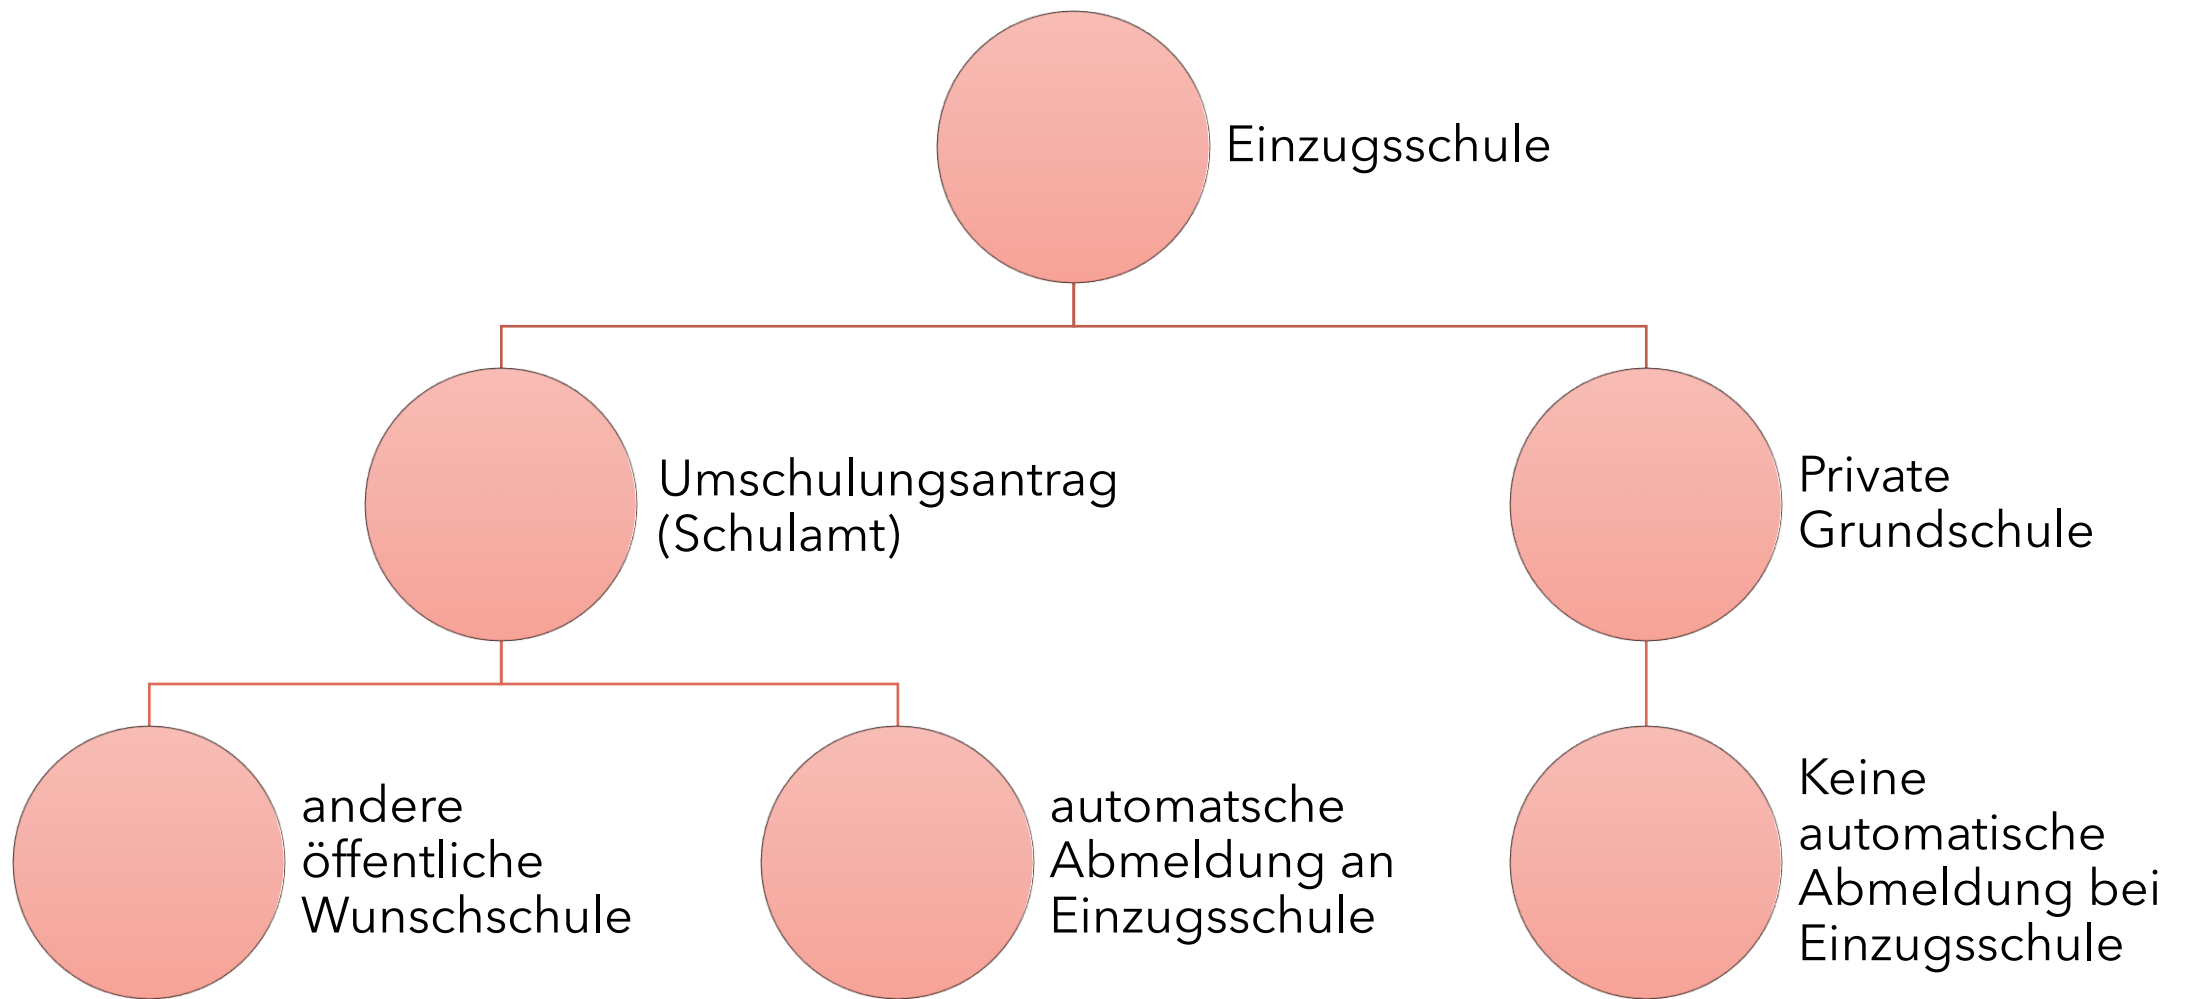 Einzugsschule
Umschulungsantrag
(Schulamt)
Private
Grundschule
andere
öffentliche
Wunschschule
automatsche
Abmeldung an
Einzugsschule
Keine
automatische
Abmeldung bei
Einzugsschule